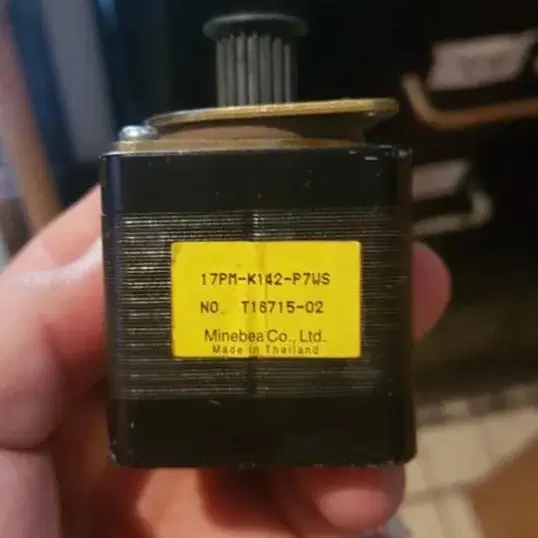 17PM-K142-P7WS
NO. T16715-02
Minebea Co., Ltd.
Made in Thailand